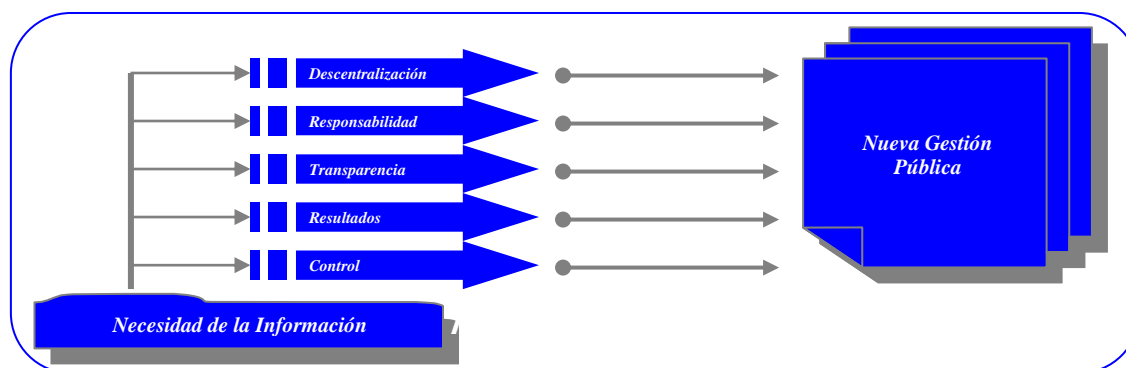 Descentralización
Responsabilidad
Transparencia
Resultados
Control
Nueva Gestión
Pública
Necesidad de la Información